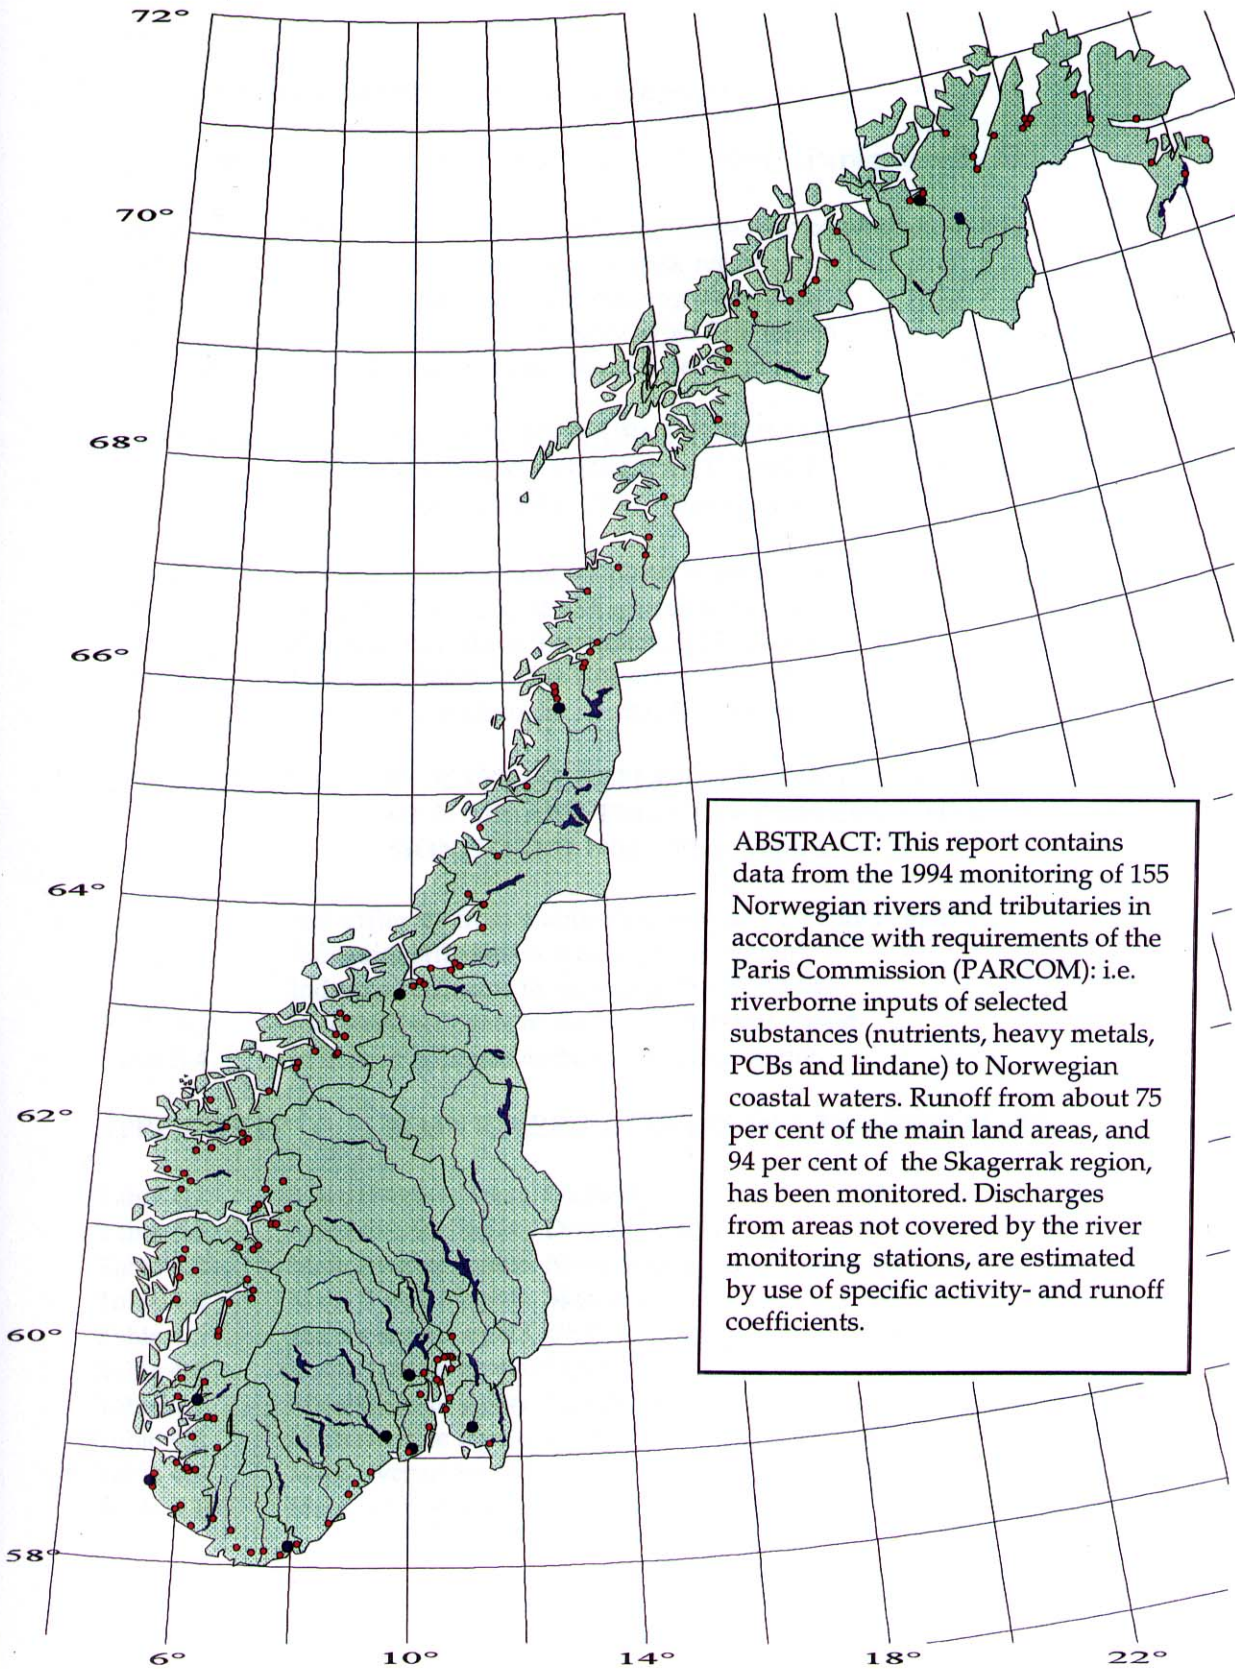 72°
70°
68°
66°
64°
62°
60°
58°
ABSTRACT: This report contains
data from the 1994 monitoring of 155
Norwegian rivers and tributaries in
accordance with requirements of the
Paris Commission (PARCOM): i.e.
riverborne inputs of selected
substances (nutrients, heavy metals,
PCBs and lindane) to Norwegian
coastal waters. Runoff from about 75
per cent of the main land areas, and
94 per cent of the Skagerrak region,
has been monitored. Discharges
from areas not covered by the river
monitoring stations, are estimated
by use of specific activity- and runoff
coefficients.
6° 10° 14° 18° 22°